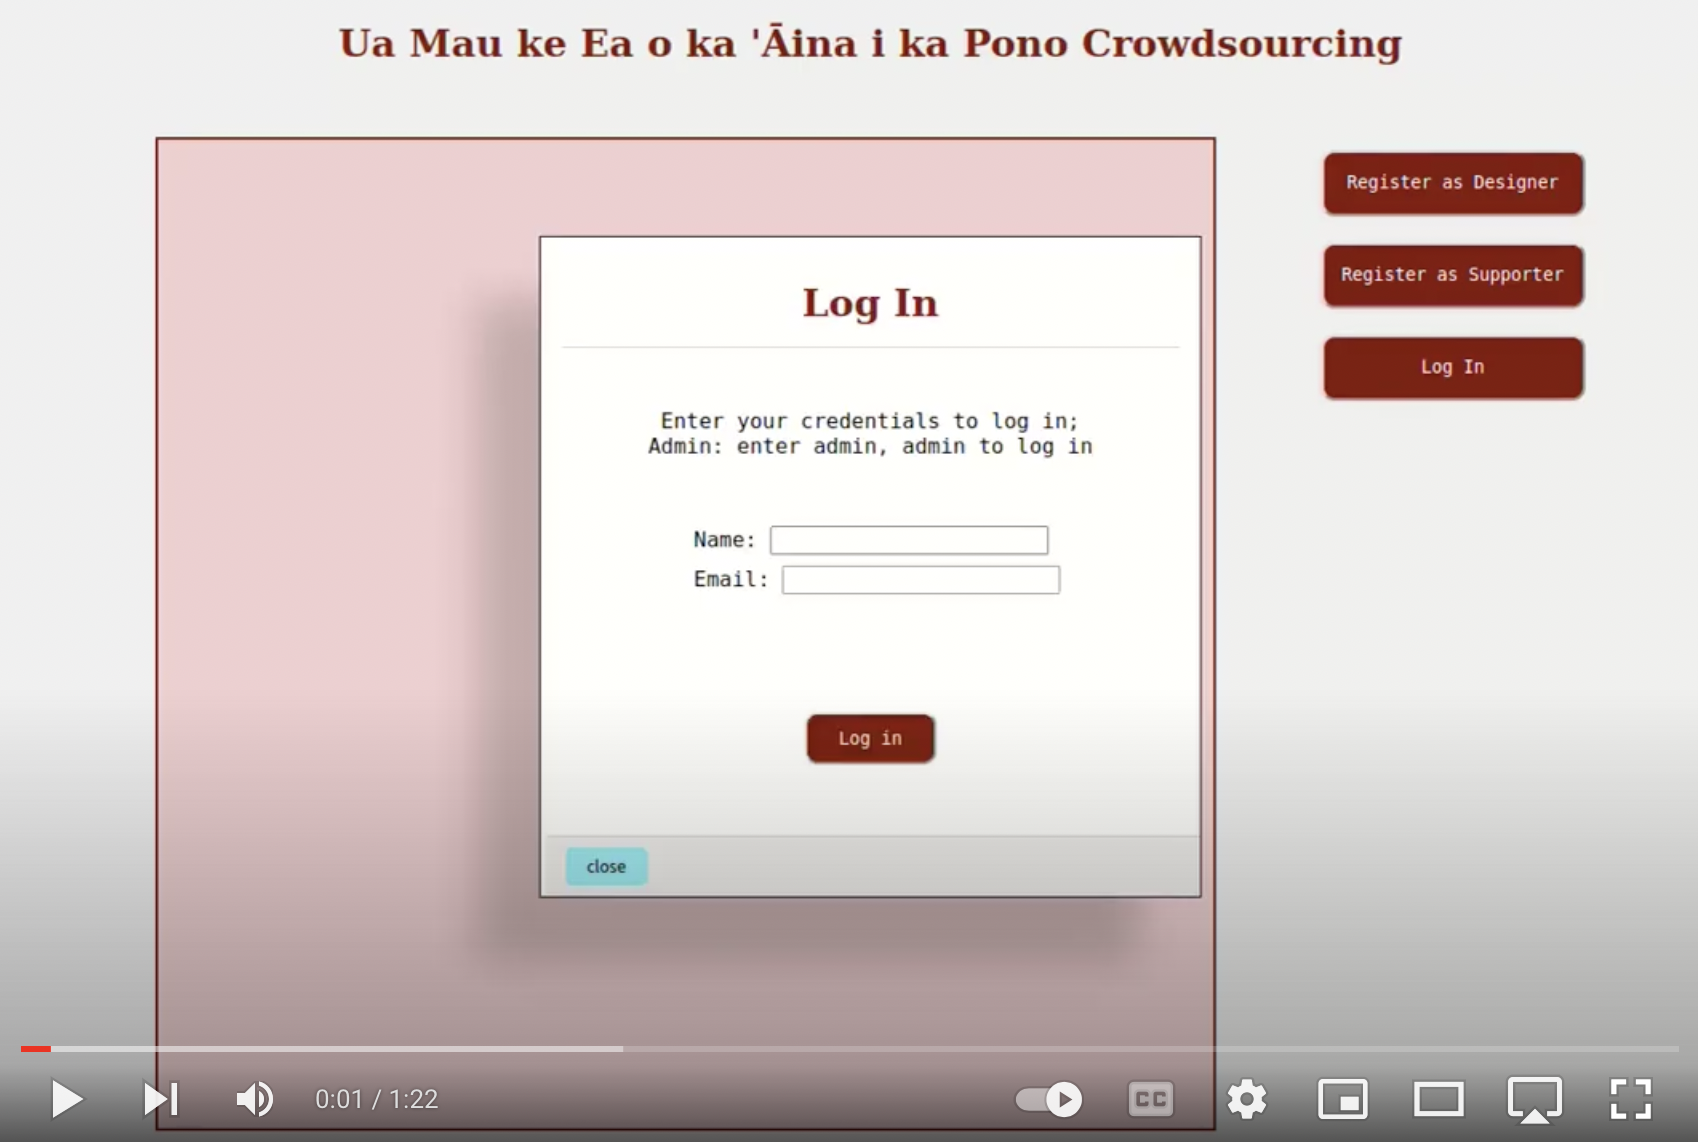 Ua Mau ke Ea o ka 'Āina i ka Pono Crowdsourcing
Register as Designer
Register as Supporter
Log In
Log In
Enter your credentials to log in;
Admin: enter admin, admin to log in
Name:
Email:
Log in
close
0:01 / 1:22
CC